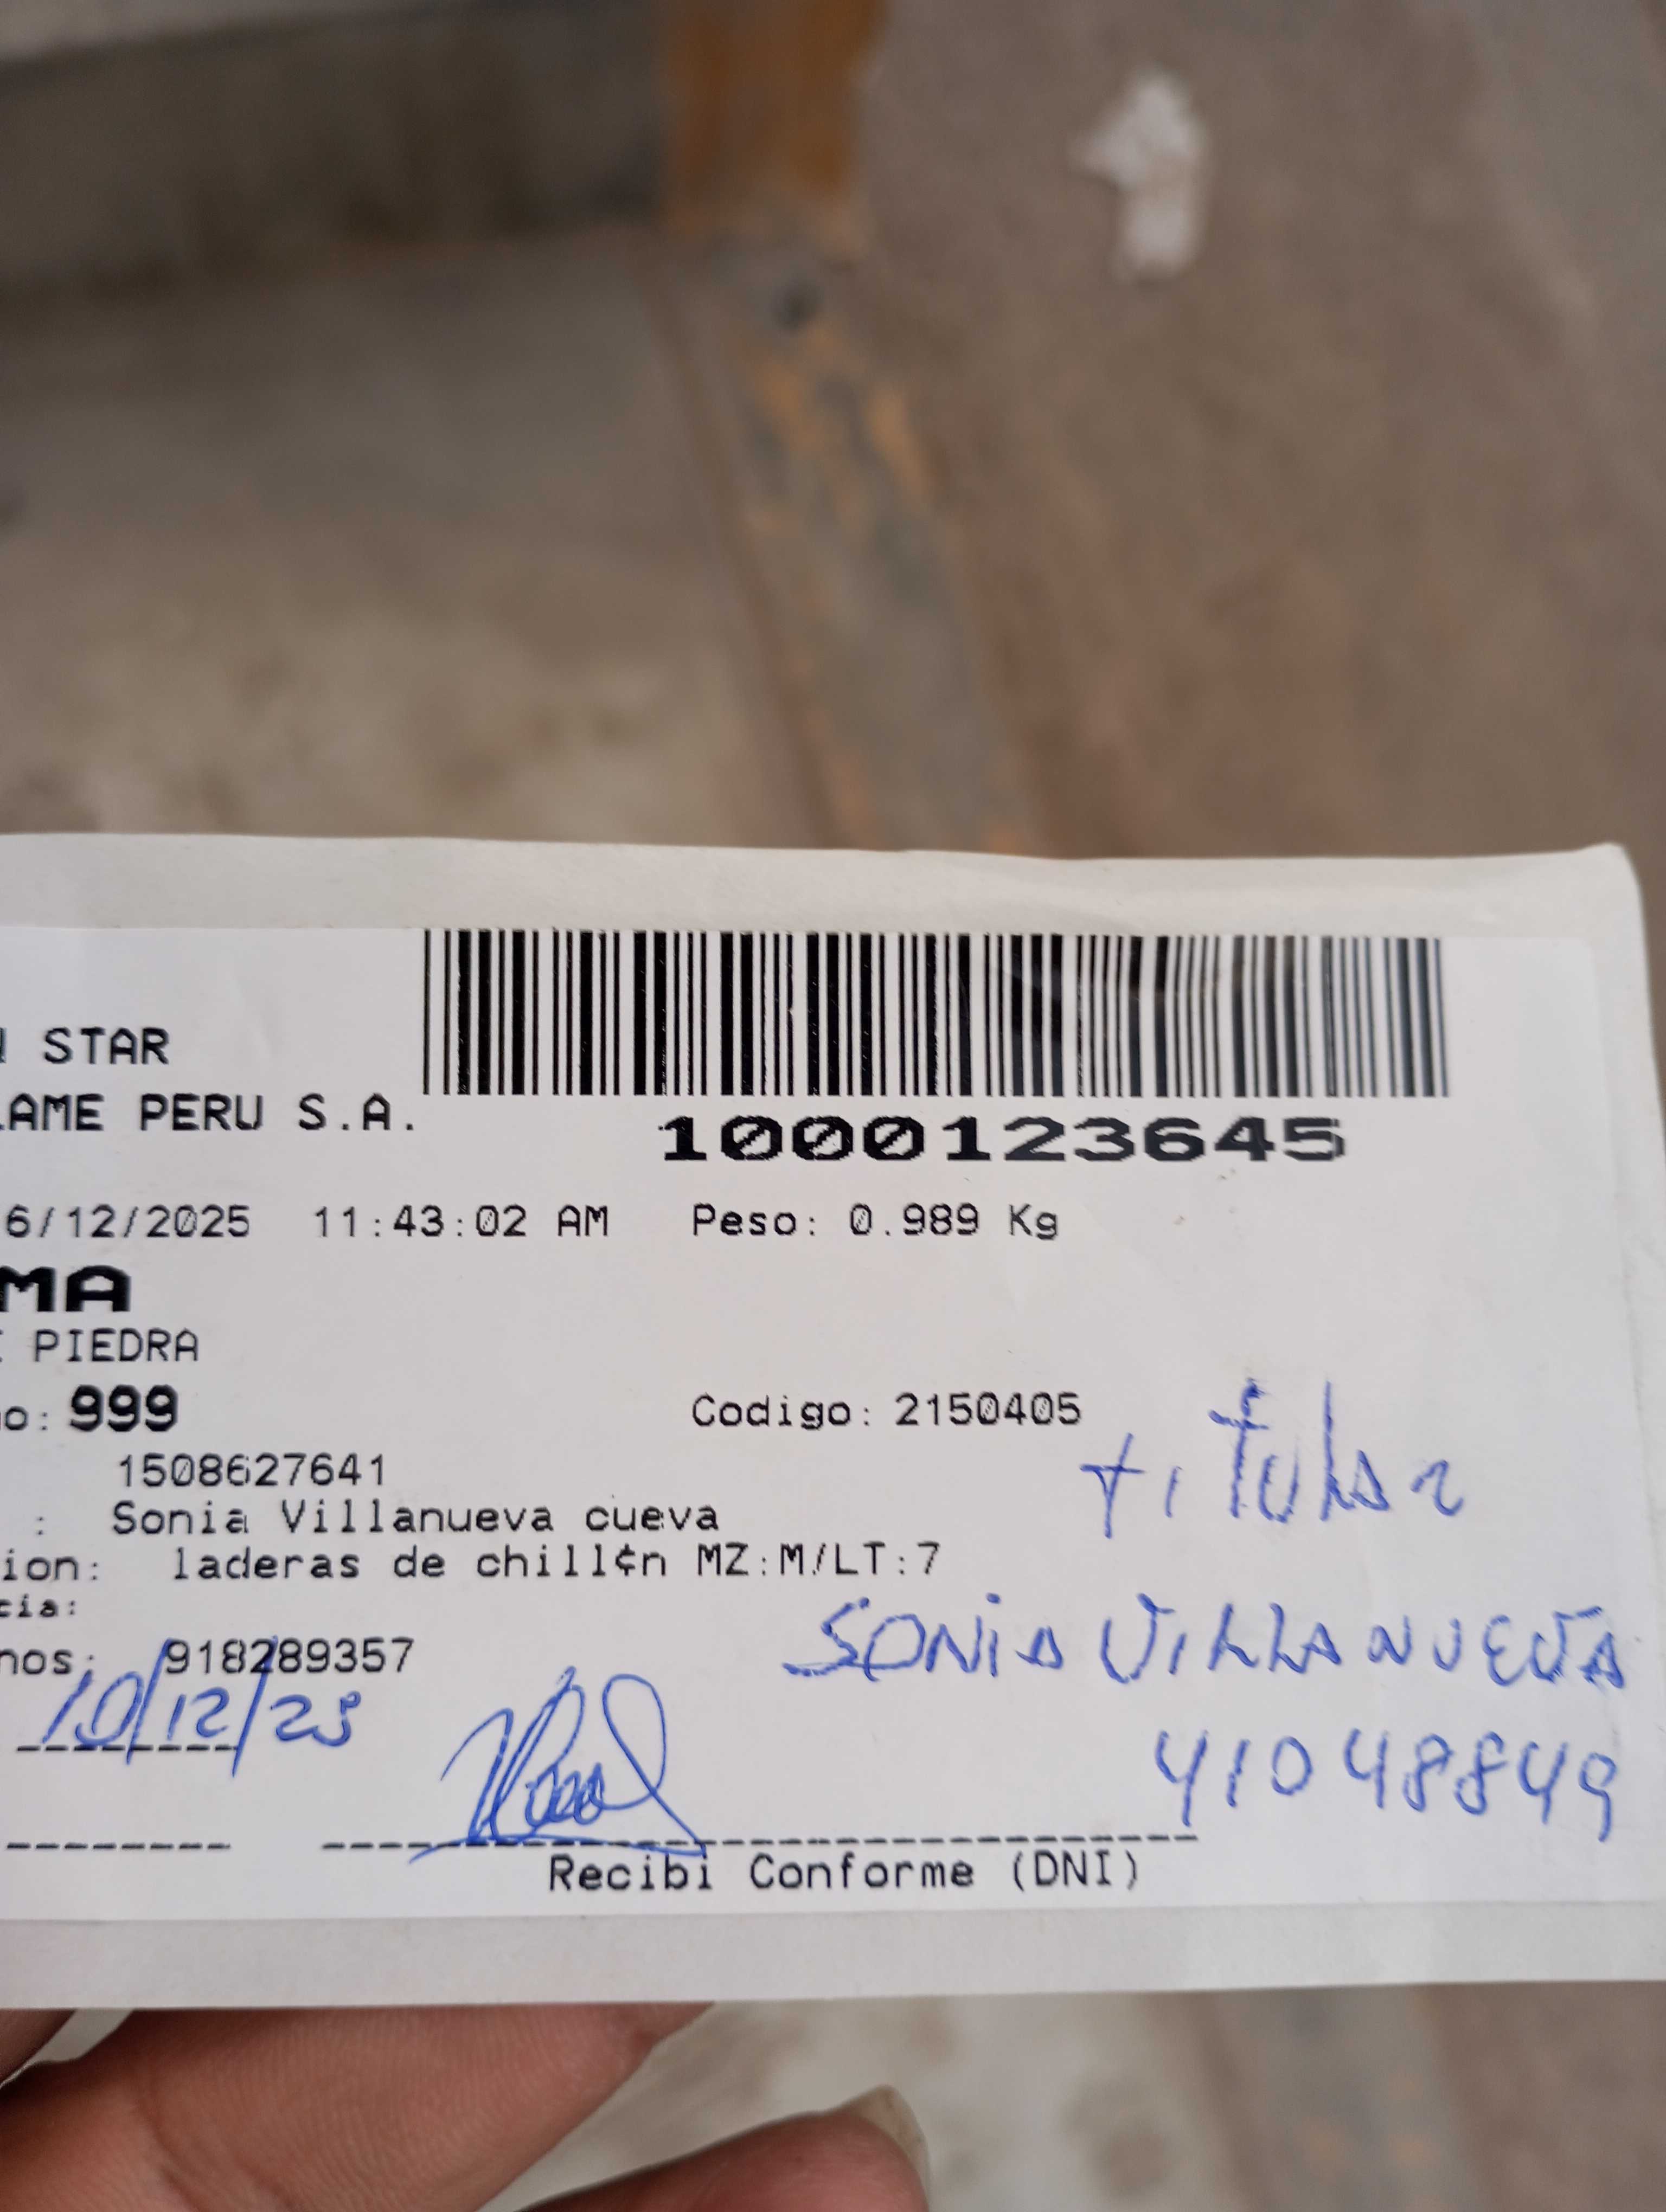 STAR
LAME PERU S.A.
1000123645
6/12/2025 11:43:02 AM Peso: 0.989 Kg
MA
PIEDRA
o: 999 Codigo: 2150405
titular
1508627641
: Sonia Villanueva cueva
ion: laderas de chill¢n MZ:M/LT:7
cia:
SONIA VILLANUEVA
nos: 918289357
10/12/25
41048849
Recibi Conforme (DNI)